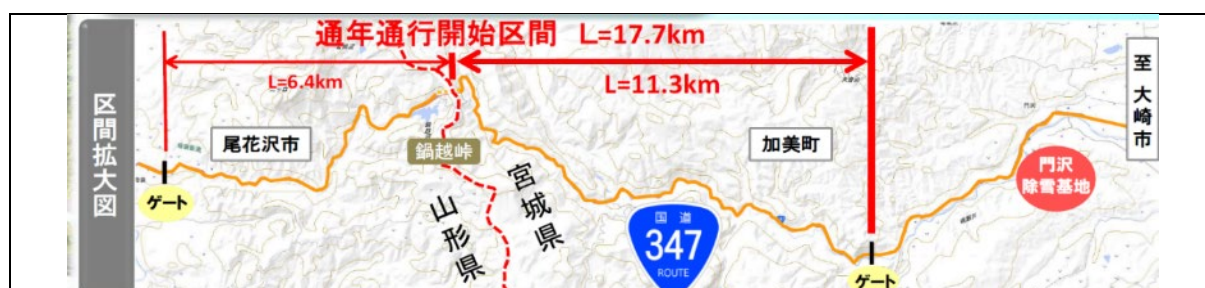 区間拡大図
通年通行開始区間 L=17.7km
L=6.4km
L=11.3km
至 大崎市
尾花沢市
加美町
鍋越峠
門沢
除雪基地
ゲート
山形県
宮城県
国道
347
ROUTE
ゲート